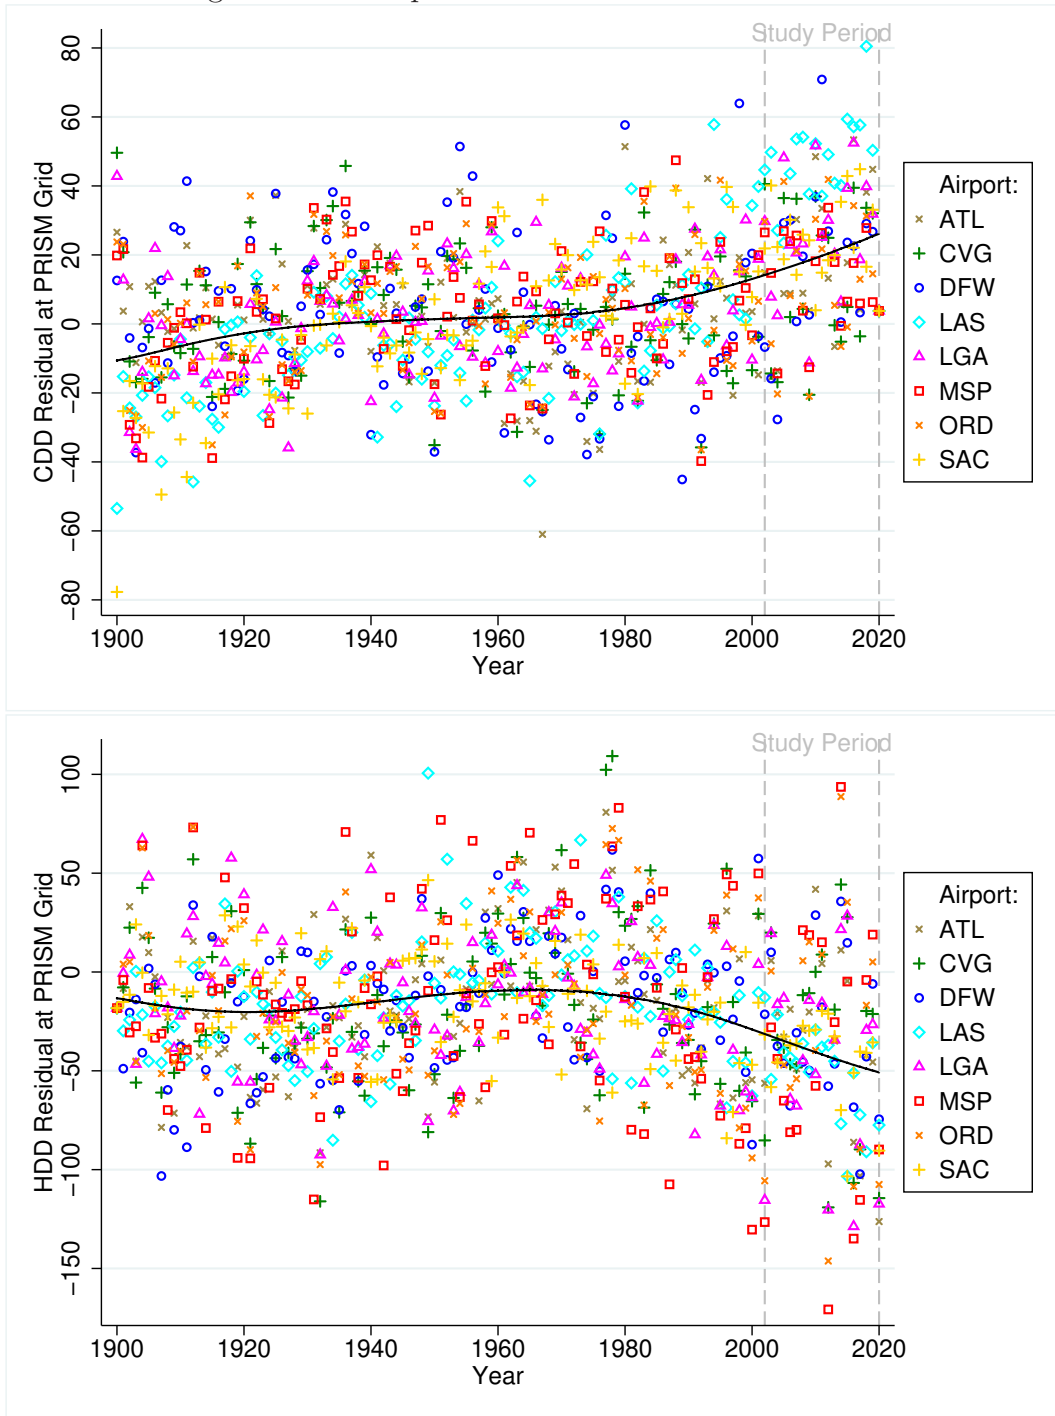 Study Period
80
60
40
20
0
−20
−40
−60
−80
CDD Residual at PRISM Grid
1900 1920 1940 1960 1980 2000 2020
Year
Airport:
ATL
CVG
DFW
LAS
LGA
MSP
ORD
SAC
Study Period
100
50
0
−50
−100
−150
HDD Residual at PRISM Grid
1900 1920 1940 1960 1980 2000 2020
Year
Airport:
ATL
CVG
DFW
LAS
LGA
MSP
ORD
SAC